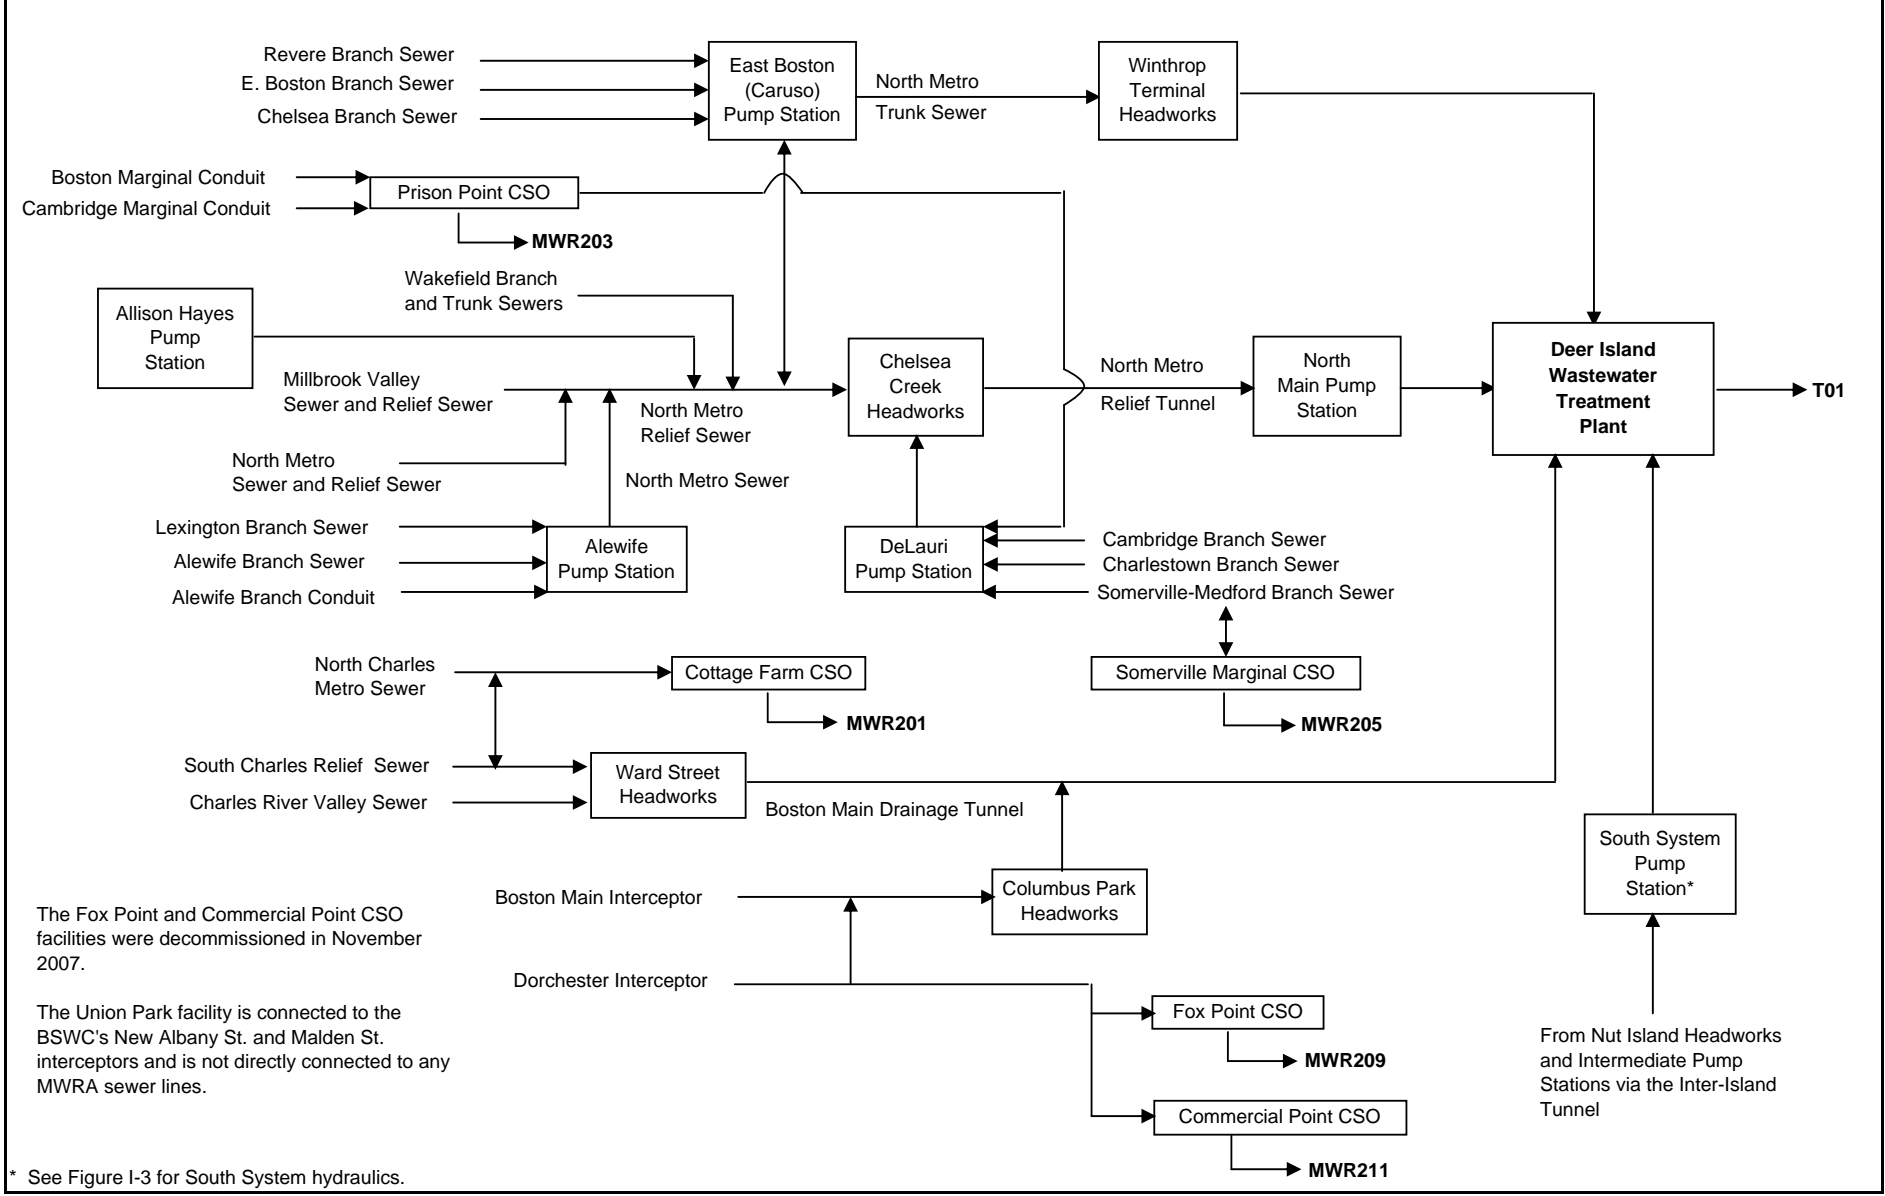 Revere Branch Sewer
E. Boston Branch Sewer
Chelsea Branch Sewer
East Boston
(Caruso)
Pump Station
North Metro
Trunk Sewer
Winthrop
Terminal
Headworks
Boston Marginal Conduit
Cambridge Marginal Conduit
Prison Point CSO
MWR203
Wakefield Branch
and Trunk Sewers
Allison Hayes
Pump
Station
Millbrook Valley
Sewer and Relief Sewer
North Metro
Relief Sewer
Chelsea
Creek
Headworks
North Metro
Relief Tunnel
North
Main Pump
Station
Deer Island
Wastewater
Treatment
Plant
T01
North Metro
Sewer and Relief Sewer
North Metro Sewer
Lexington Branch Sewer
Alewife Branch Sewer
Alewife Branch Conduit
Alewife
Pump Station
DeLauri
Pump Station
Cambridge Branch Sewer
Charlestown Branch Sewer
Somerville-Medford Branch Sewer
North Charles
Metro Sewer
Cottage Farm CSO
MWR201
Somerville Marginal CSO
MWR205
South Charles Relief  Sewer
Charles River Valley Sewer
Ward Street
Headworks
Boston Main Drainage Tunnel
South System
Pump
Station*
Boston Main Interceptor
Columbus Park
Headworks
Dorchester Interceptor
Fox Point CSO
MWR209
Commercial Point CSO
MWR211
From Nut Island Headworks
and Intermediate Pump
Stations via the Inter-Island
Tunnel
The Fox Point and Commercial Point CSO
facilities were decommissioned in November
2007.
The Union Park facility is connected to the
BSWC's New Albany St. and Malden St.
interceptors and is not directly connected to any
MWRA sewer lines.
*  See Figure I-3 for South System hydraulics.